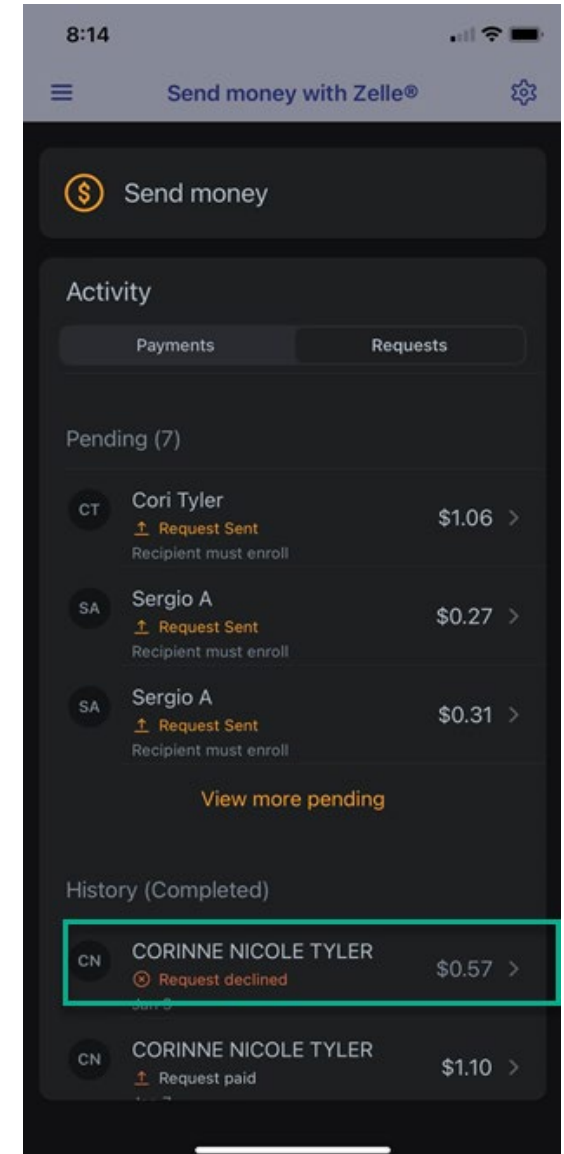 8:14
Send money with Zelle®
Send money
Activity
Payments Requests
Pending (7)
CT Cori Tyler
Request Sent
Recipient must enroll
$1.06
SA Sergio A
Request Sent
Recipient must enroll
$0.27
SA Sergio A
Request Sent
Recipient must enroll
$0.31
View more pending
History (Completed)
CN CORINNE NICOLE TYLER
Request declined
$0.57
CN CORINNE NICOLE TYLER
Request paid
$1.10